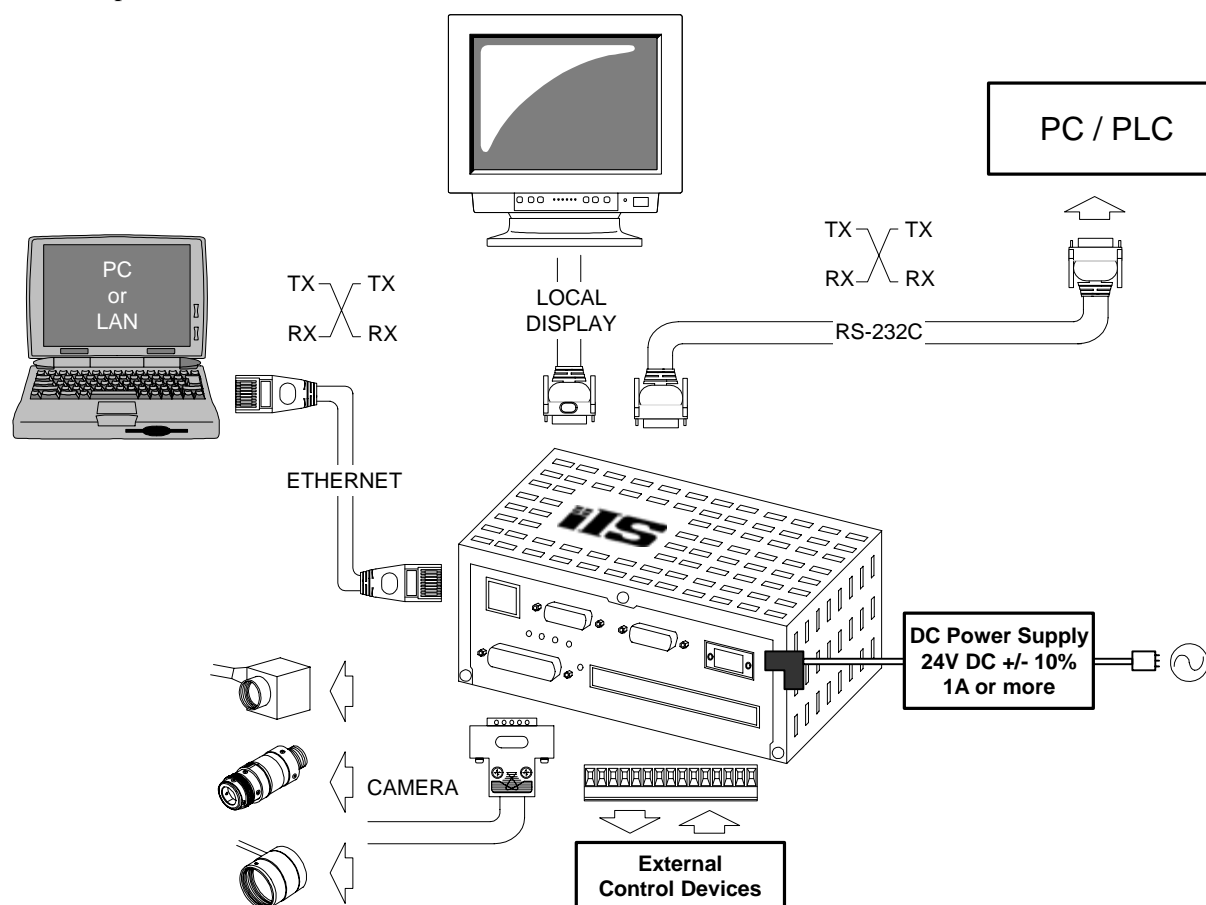 PC / PLC
TX TX
RX RX
PC
or
LAN
TX TX
RX RX
LOCAL
DISPLAY
RS-232C
ETHERNET
iIS
DC Power Supply
24V DC +/- 10%
1A or more
CAMERA
External
Control Devices